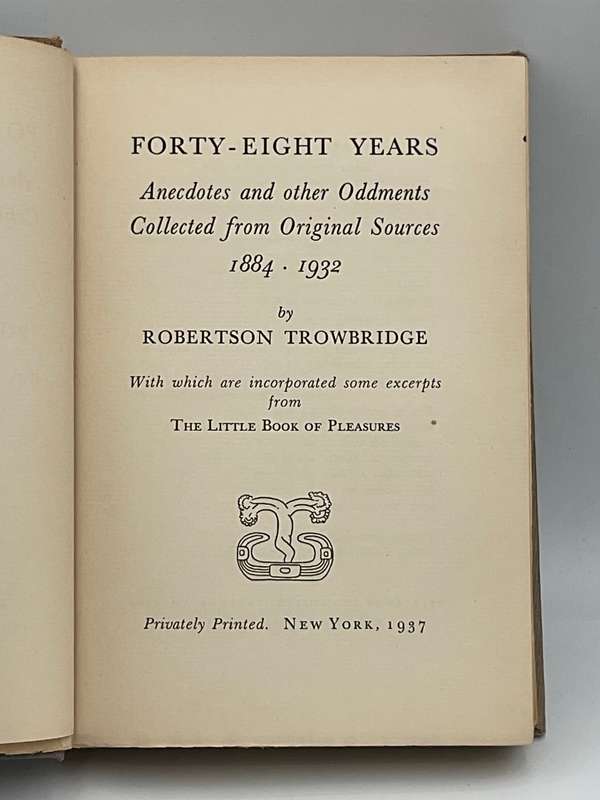 FORTY-EIGHT YEARS
Anecdotes and other Oddments
Collected from Original Sources
1884 · 1932
by
ROBERTSON TROWBRIDGE
With which are incorporated some excerpts
from
THE LITTLE BOOK OF PLEASURES
Privately Printed. NEW YORK, 1937